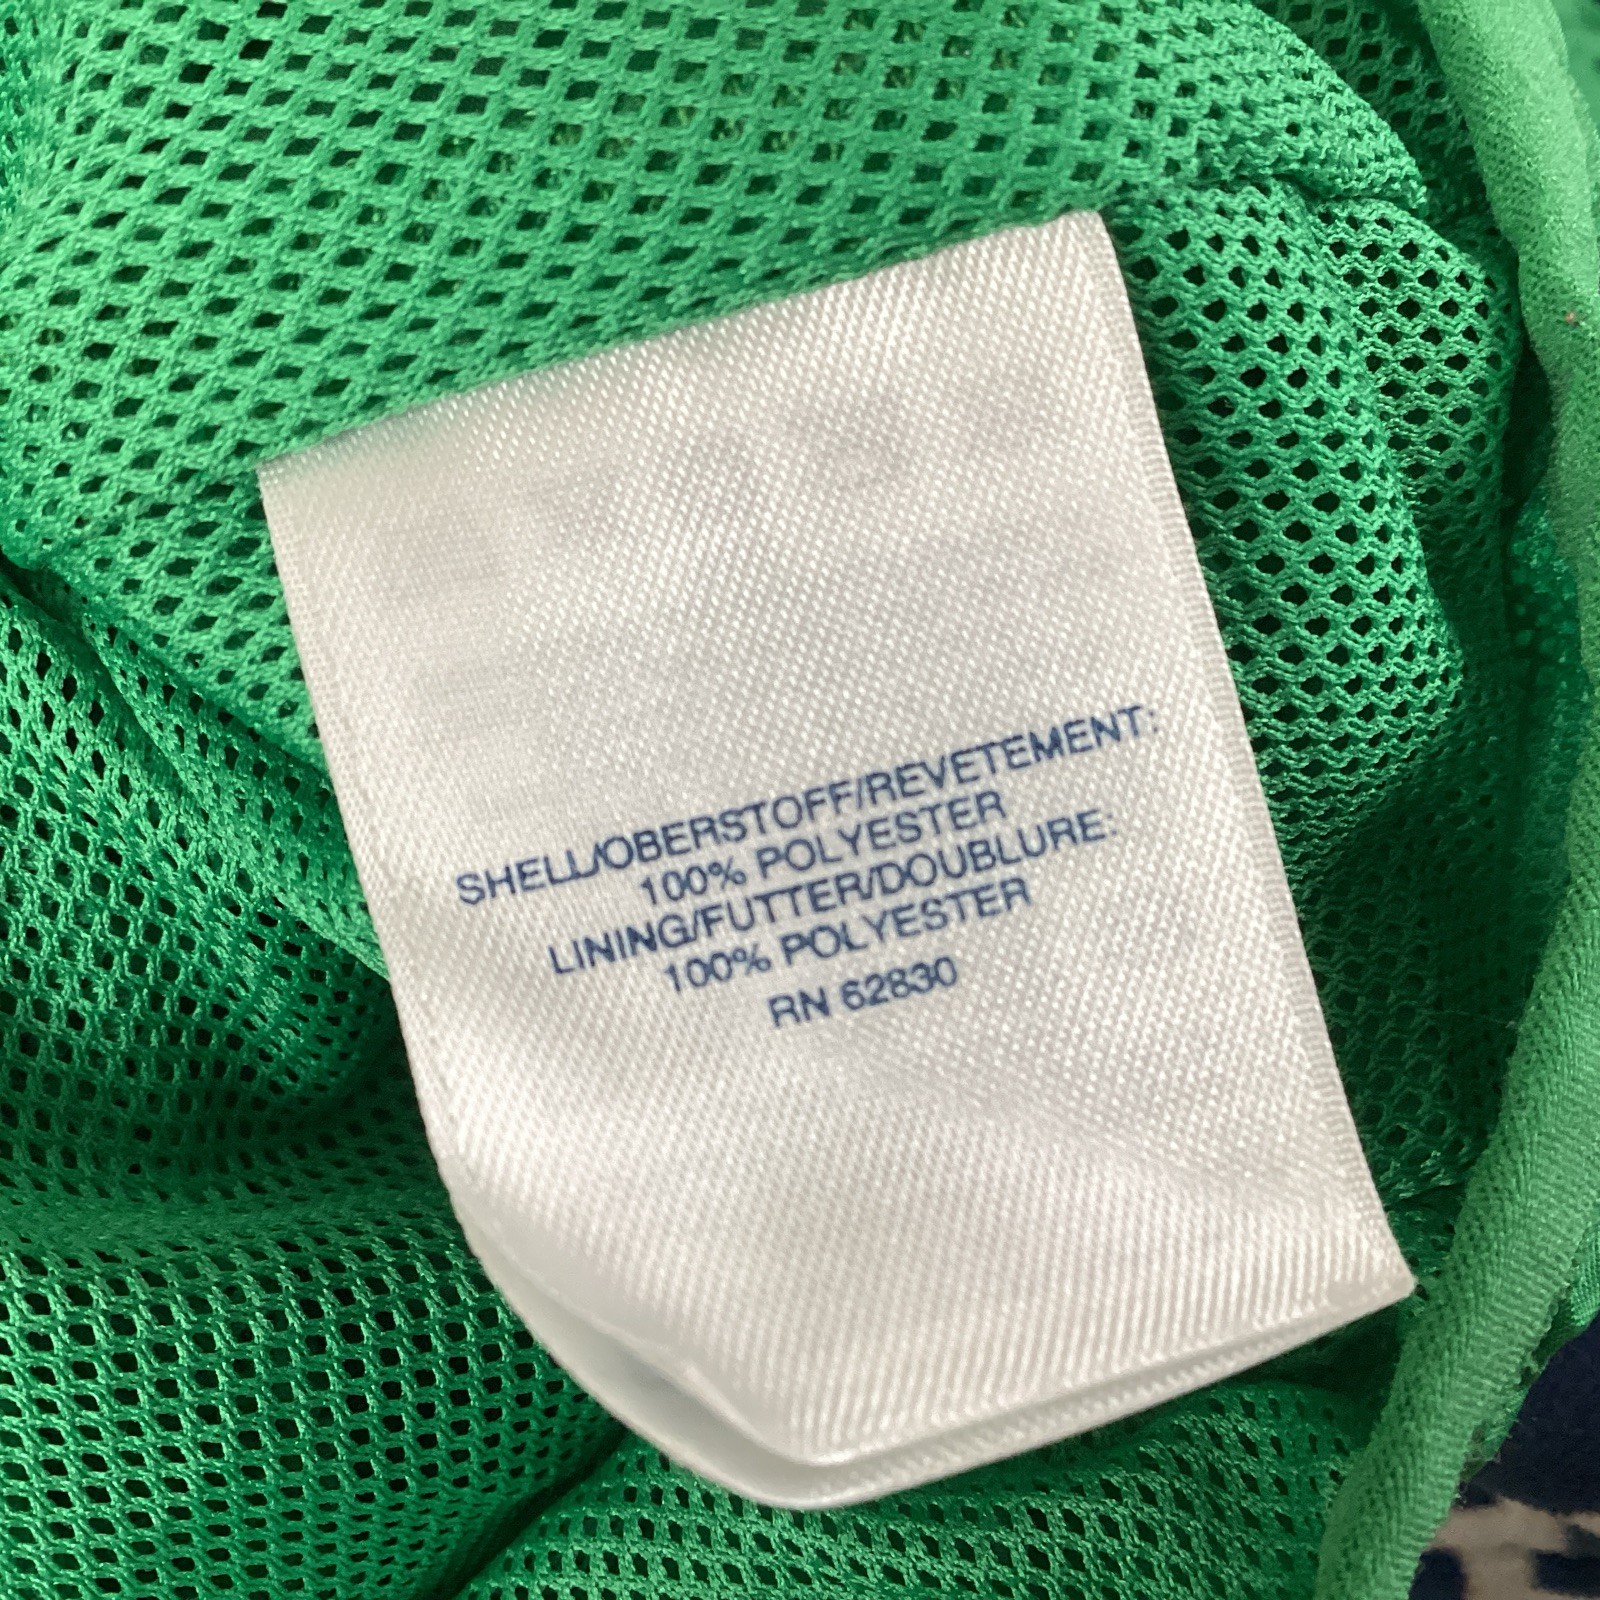 SHELL/OBERSTOFF/REVETEMENT:
100% POLYESTER
LINING/FUTTER/DOUBLURE:
100% POLYESTER
RN 62830